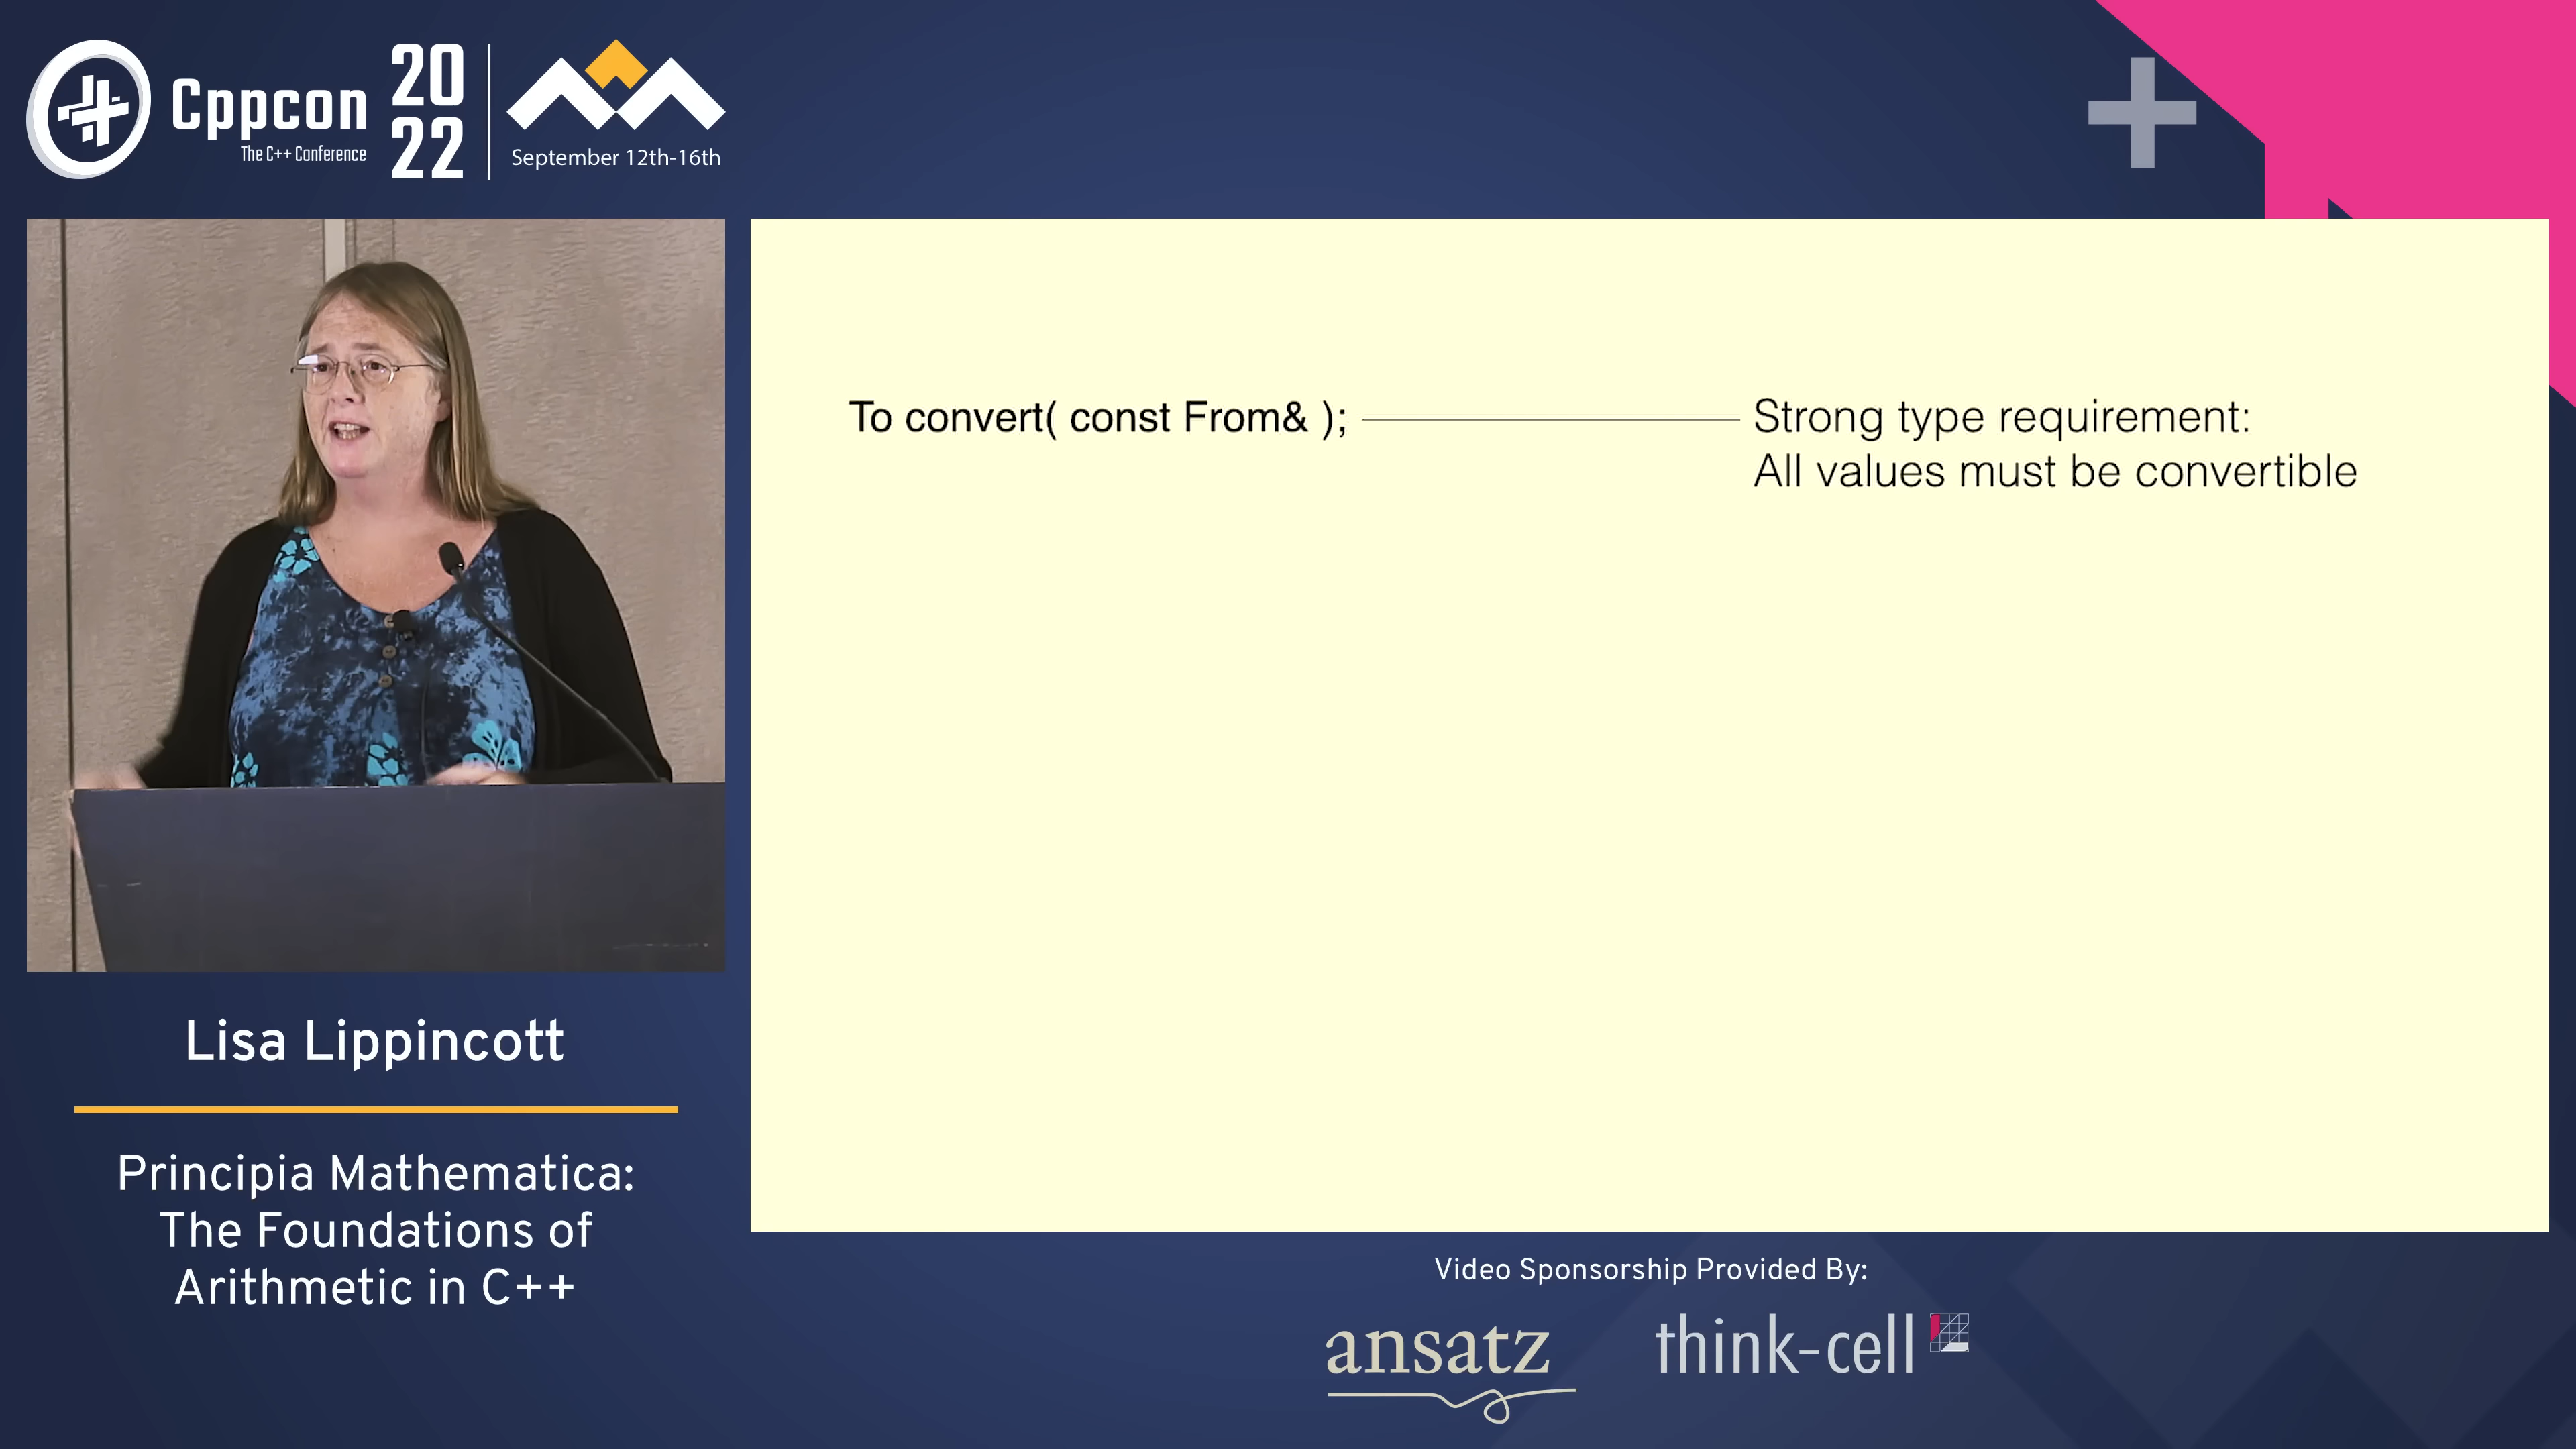 Cppcon
The C++ Conference
20
22
September 12th-16th
To convert( const From& );
Strong type requirement:
All values must be convertible
Lisa Lippincott
Principia Mathematica:
The Foundations of
Arithmetic in C++
Video Sponsorship Provided By:
ansatz
think-cell